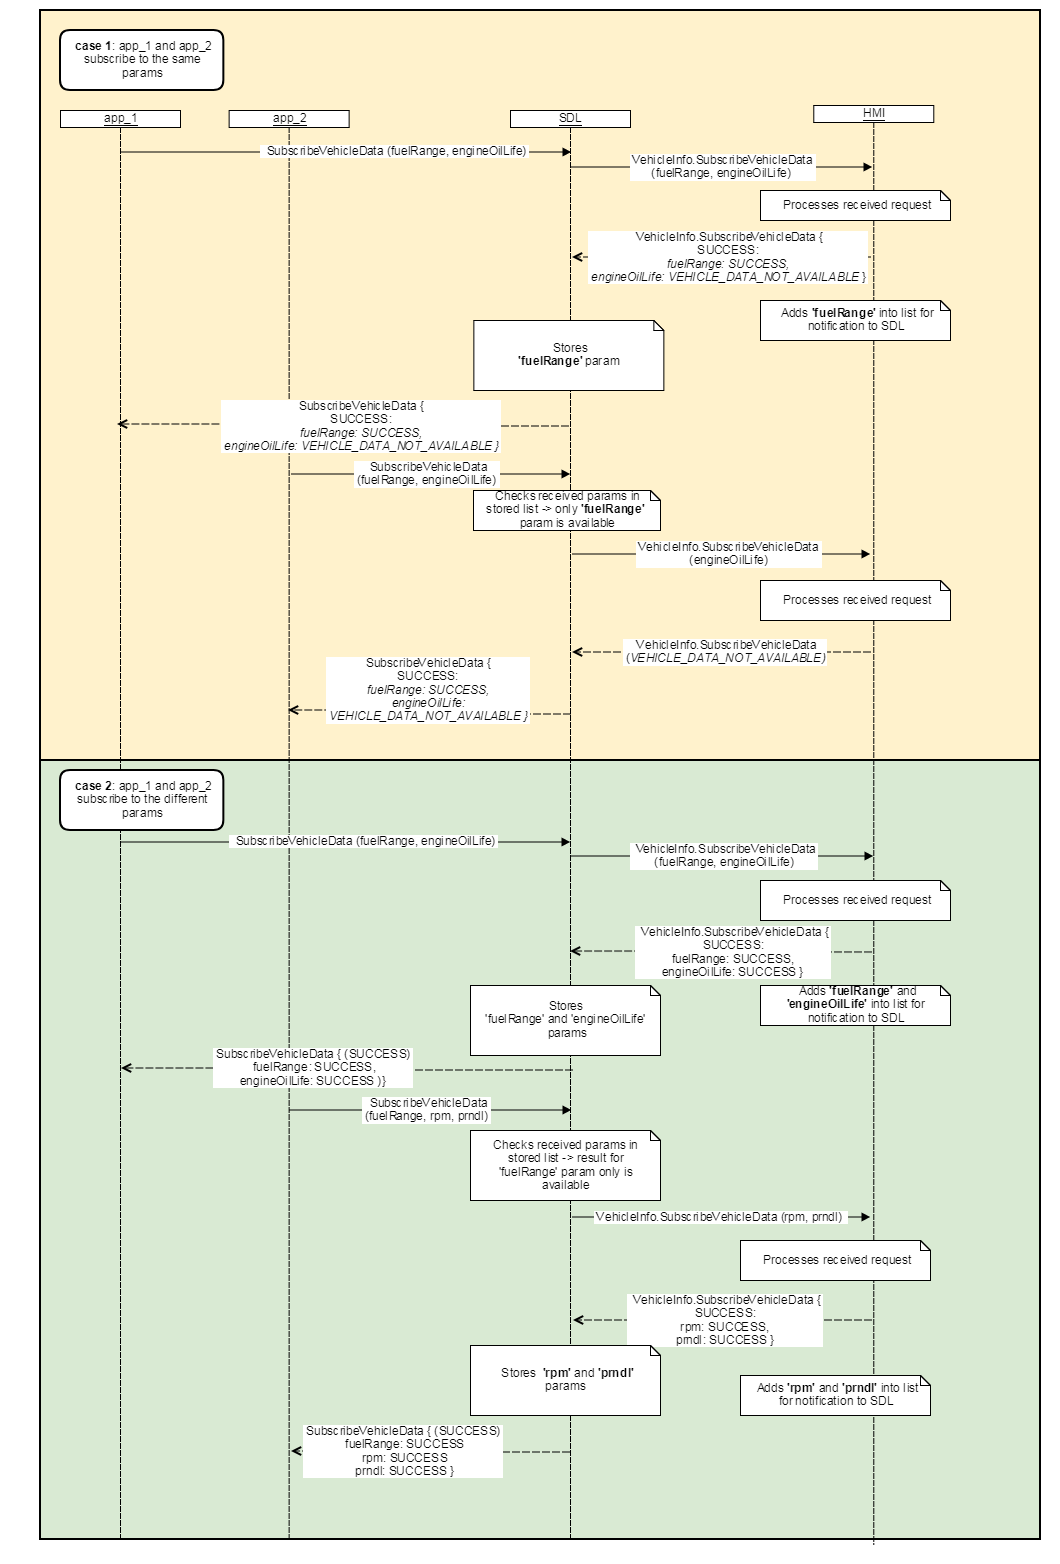 case 1: app_1 and app_2
subscribe to the same
params
app_1
app_2
SDL
HMI
SubscribeVehicleData (fuelRange, engineOilLife)
VehicleInfo.SubscribeVehicleData
(fuelRange, engineOilLife)
Processes received request
VehicleInfo.SubscribeVehicleData {
SUCCESS:
fuelRange: SUCCESS,
engineOilLife: VEHICLE_DATA_NOT_AVAILABLE }
Adds 'fuelRange' into list for
notification to SDL
Stores
'fuelRange' param
SubscribeVehicleData {
SUCCESS:
fuelRange: SUCCESS,
engineOilLife: VEHICLE_DATA_NOT_AVAILABLE }
SubscribeVehicleData
(fuelRange, engineOilLife)
Checks received params in
stored list -> only 'fuelRange'
param is available
VehicleInfo.SubscribeVehicleData
(engineOilLife)
Processes received request
VehicleInfo.SubscribeVehicleData
(VEHICLE_DATA_NOT_AVAILABLE)
SubscribeVehicleData {
SUCCESS:
fuelRange: SUCCESS,
engineOilLife:
VEHICLE_DATA_NOT_AVAILABLE }
case 2: app_1 and app_2
subscribe to the different
params
SubscribeVehicleData (fuelRange, engineOilLife)
VehicleInfo.SubscribeVehicleData
(fuelRange, engineOilLife)
Processes received request
VehicleInfo.SubscribeVehicleData {
SUCCESS:
fuelRange: SUCCESS,
engineOilLife: SUCCESS }
Adds 'fuelRange' and
'engineOilLife' into list for
notification to SDL
Stores
'fuelRange' and 'engineOilLife'
params
SubscribeVehicleData { (SUCCESS)
fuelRange: SUCCESS,
engineOilLife: SUCCESS )}
SubscribeVehicleData
(fuelRange, rpm, prndl)
Checks received params in
stored list -> result for
'fuelRange' param only is
available
VehicleInfo.SubscribeVehicleData (rpm, prndl)
Processes received request
VehicleInfo.SubscribeVehicleData {
SUCCESS:
rpm: SUCCESS,
prndl: SUCCESS }
Stores 'rpm' and 'prndl'
params
Adds 'rpm' and 'prndl' into list
for notification to SDL
SubscribeVehicleData { (SUCCESS)
fuelRange: SUCCESS
rpm: SUCCESS
prndl: SUCCESS }